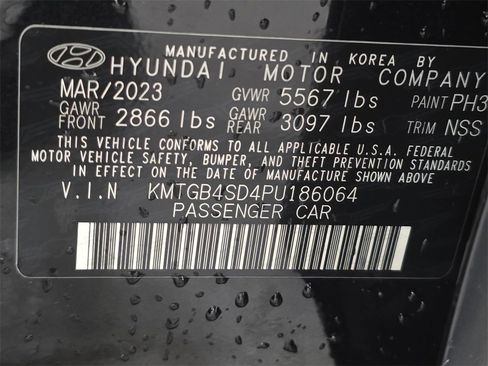 MANUFACTURED IN KOREA BY
HYUNDAI MOTOR COMPANY
MAR/2023 GVWR 5567 lbs PAINT PH3
GAWR FRONT 2866 lbs GAWR REAR 3097 lbs TRIM NSS
THIS VEHICLE CONFORMS TO ALL APPLICABLE U.S.A. FEDERAL
MOTOR VEHICLE SAFETY, BUMPER, AND THEFT PREVENTION STANDARDS
IN EFFECT ON THE DATE OF MANUFACTURE SHOWN ABOVE.
V.I.N KMTGB4SD4PU186064
PASSENGER CAR